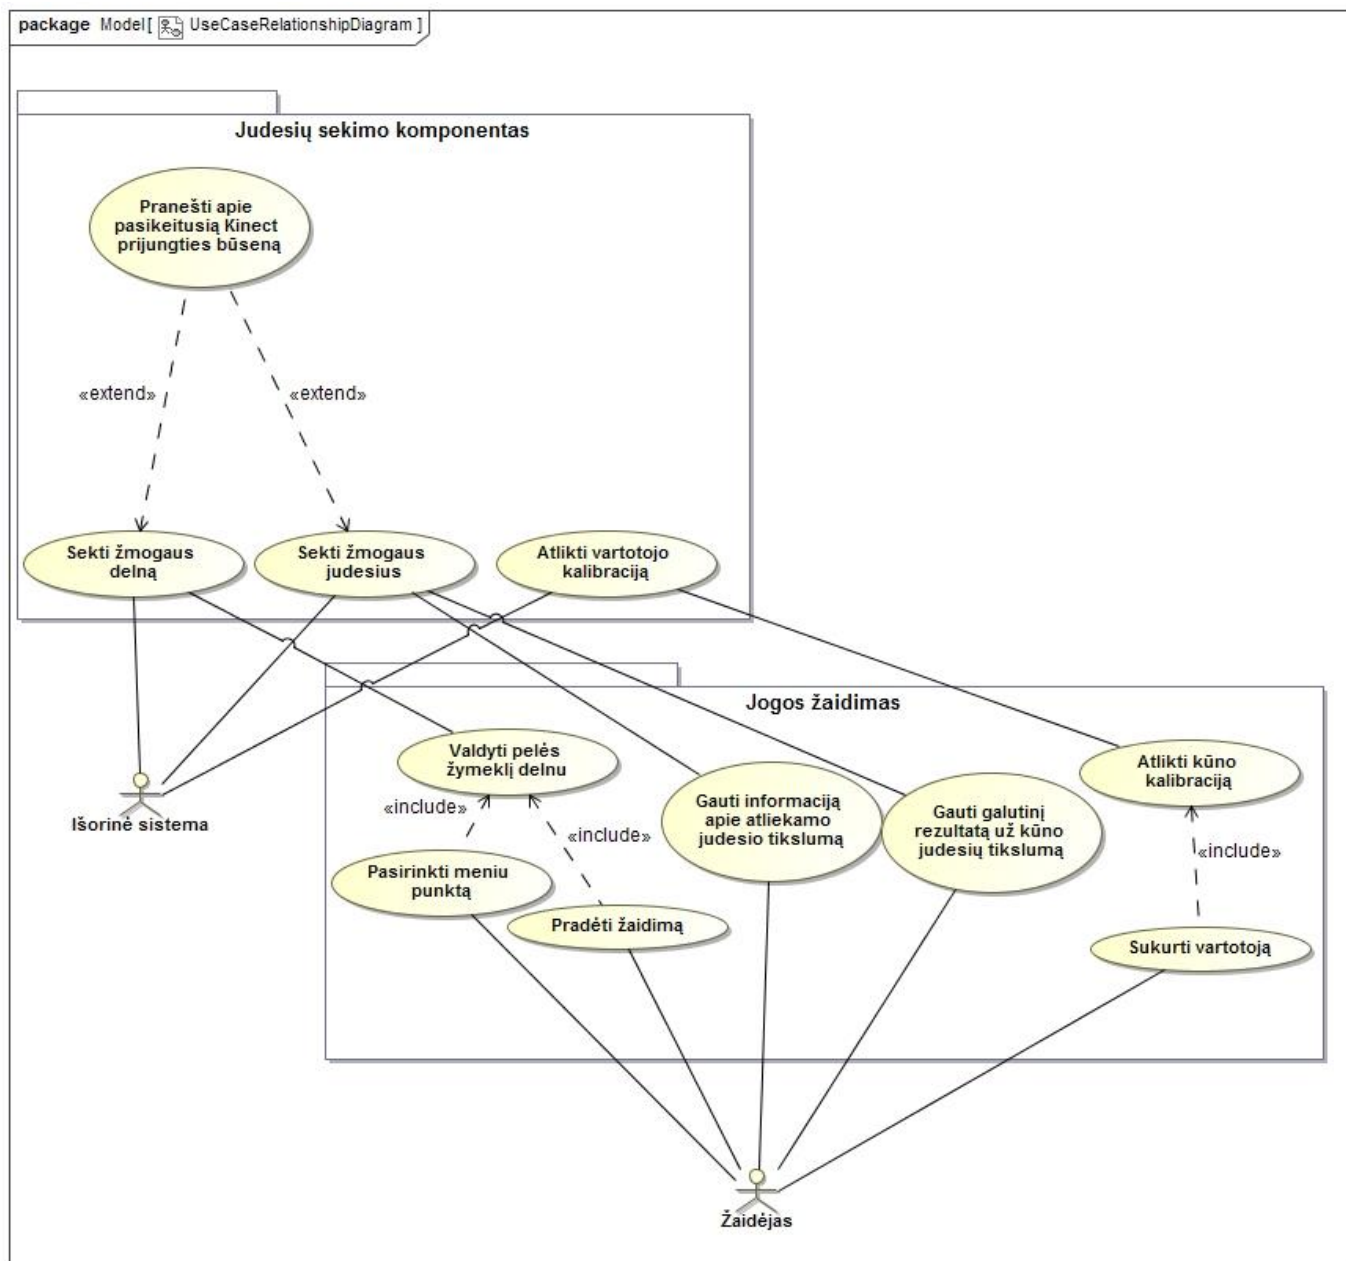 package Model [ UseCaseRelationshipDiagram ]
Judesių sekimo komponentas
Pranešti apie
pasikeitusią Kinect
prijungties būseną
«extend»
«extend»
Sekti žmogaus
delną
Sekti žmogaus
judesius
Atlikti vartotojo
kalibraciją
Jogos žaidimas
Valdyti pelės
žymeklį delnu
Atlikti kūno
kalibraciją
Išorinė sistema
«include»
«include»
Gauti informaciją
apie atliekamo
judesio tikslumą
Gauti galutinį
rezultatą už kūno
judesių tikslumą
«include»
Pasirinkti meniu
punktą
Pradėti žaidimą
Sukurti vartotoją
Žaidėjas